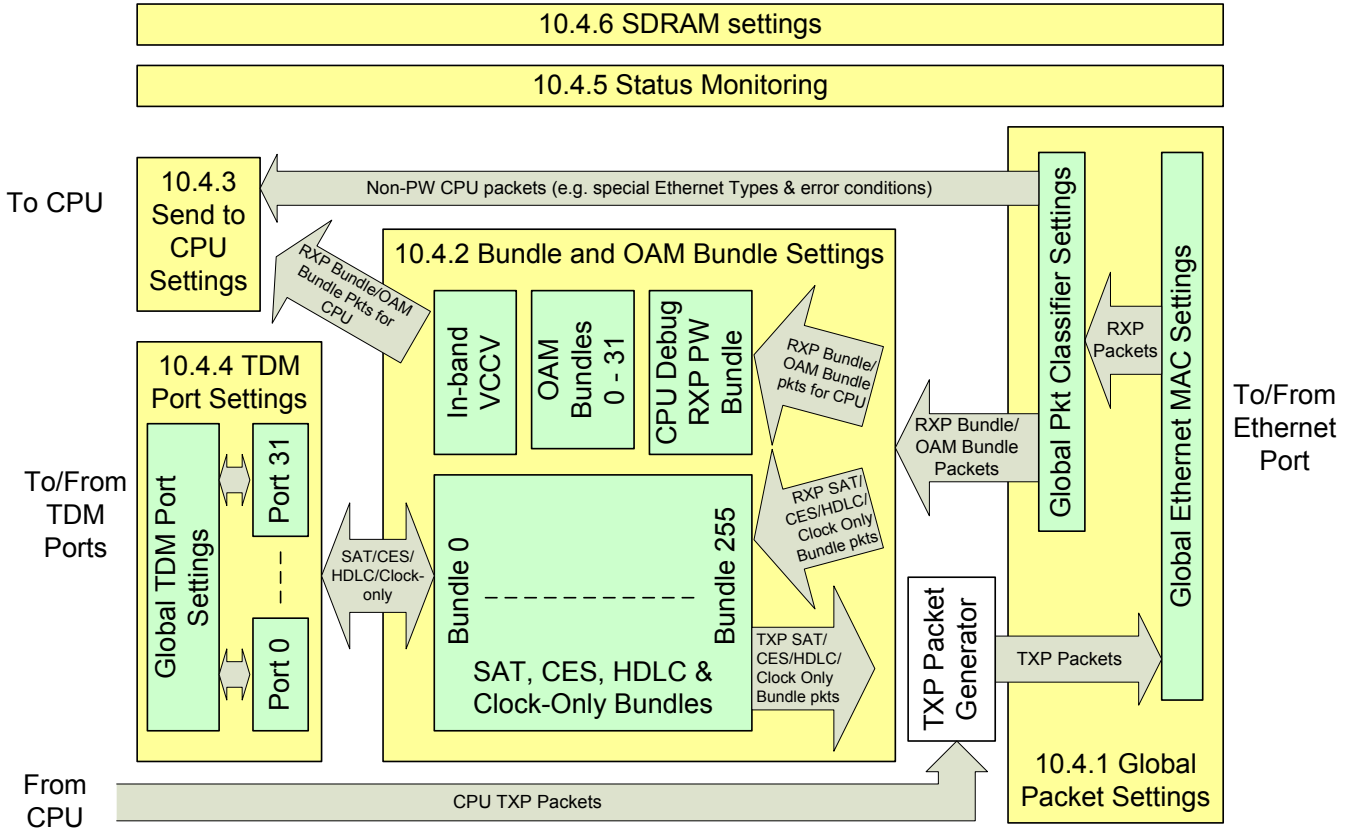 10.4.6 SDRAM settings
10.4.5 Status Monitoring
To CPU
10.4.3
Send to
CPU
Settings
Non-PW CPU packets (e.g. special Ethernet Types & error conditions)
RXP Bundle/OAM
Bundle Pkts for
CPU
10.4.2 Bundle and OAM Bundle Settings
In-band
VCCV
OAM
Bundles
0 - 31
CPU Debug
RXP PW
Bundle
RXP Bundle/
OAM Bundle
pkts for CPU
RXP Bundle/
OAM Bundle
Packets
Global Pkt Classifier Settings
RXP
Packets
Global Ethernet MAC Settings
To/From
Ethernet
Port
10.4.4 TDM
Port Settings
To/From
TDM
Ports
Global TDM Port
Settings
Port 31
Port 0
SAT/CES/
HDLC/Clock-
only
Bundle 0
Bundle 255
SAT, CES, HDLC &
Clock-Only Bundles
RXP SAT/
CES/HDLC/
Clock Only
Bundle pkts
TXP SAT/
CES/HDLC/
Clock Only
Bundle pkts
TXP Packet
Generator
TXP Packets
10.4.1 Global
Packet Settings
From
CPU
CPU TXP Packets